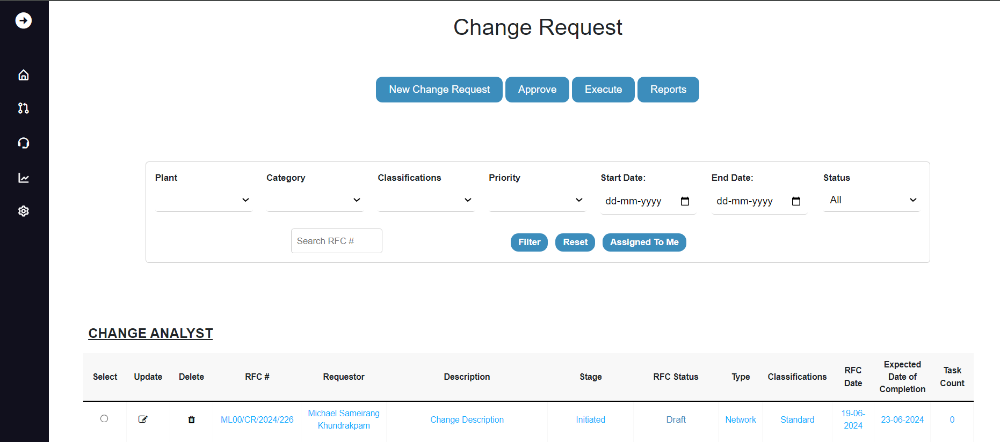 Change Request
New Change Request Approve Execute Reports
Plant Category Classifications Priority Start Date: End Date: Status
dd-mm-yyyy dd-mm-yyyy All
Search RFC # Filter Reset Assigned To Me
CHANGE ANALYST
Select Update Delete RFC # Requestor Description Stage RFC Status Type Classifications RFC Date Expected Date of Completion Task Count
ML00/CR/2024/226 Michael Sameirang Khundrakpam Change Description Initiated Draft Network Standard 19-06-2024 23-06-2024 0